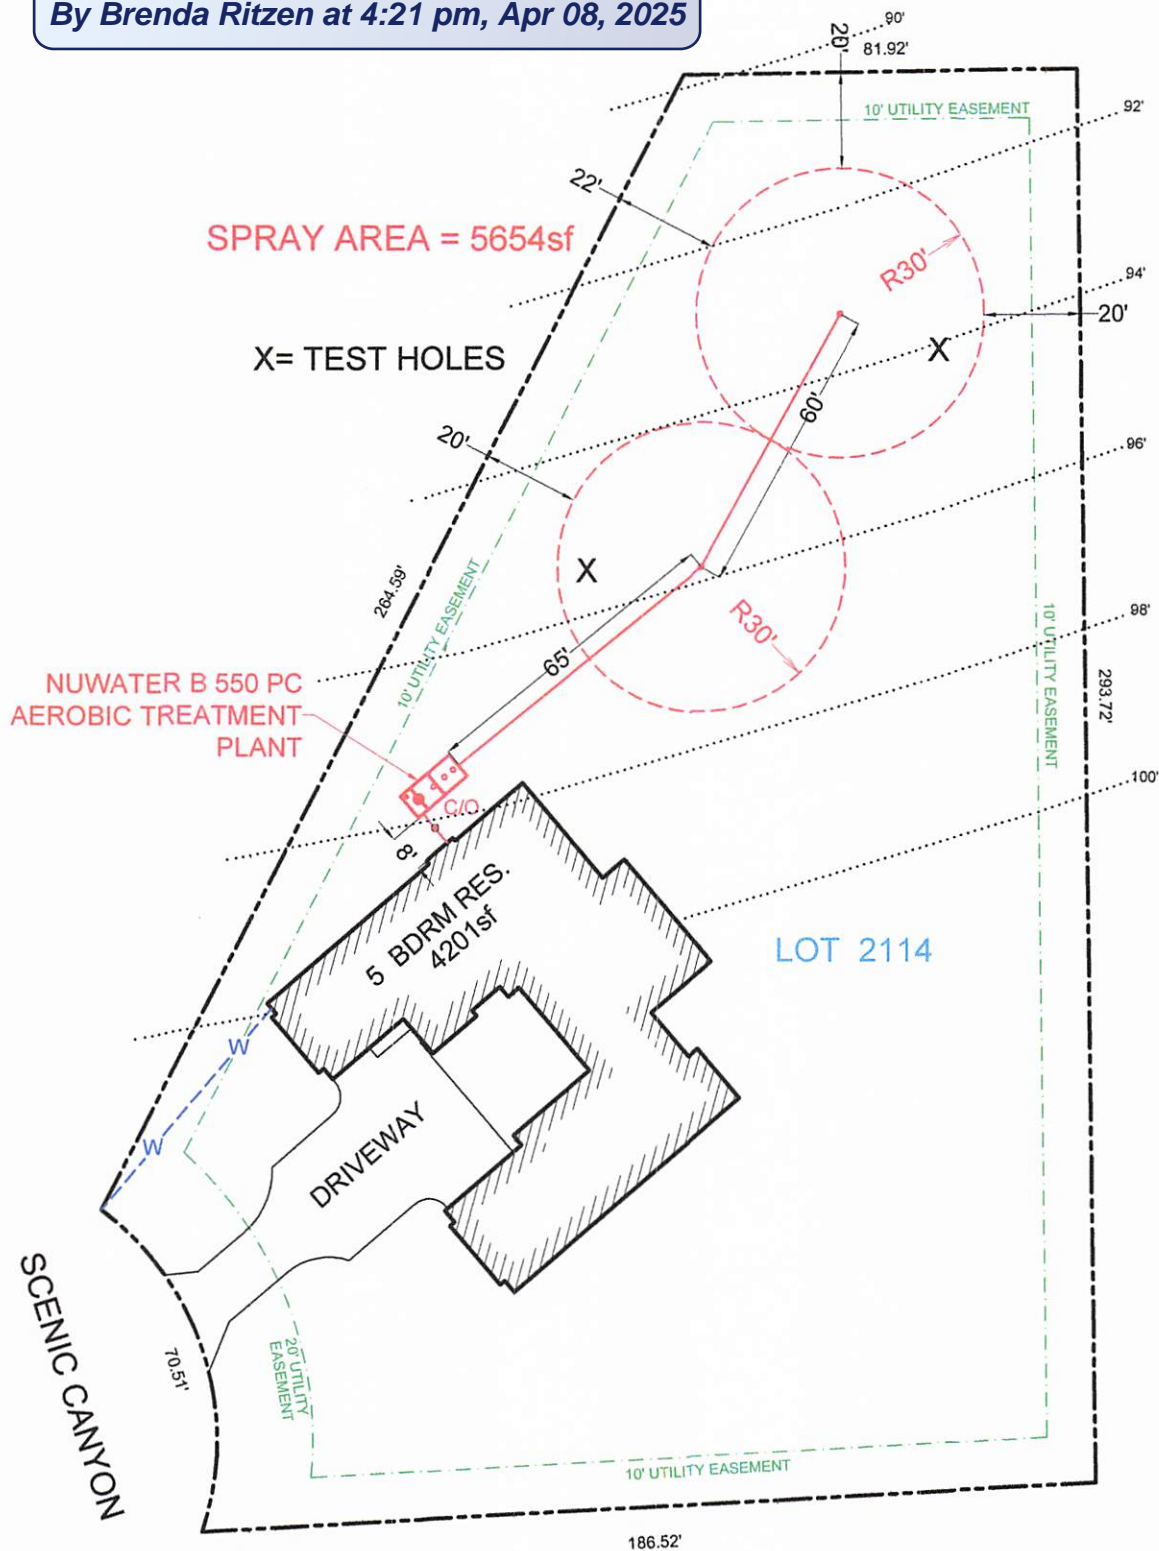 By Brenda Ritzen at 4:21 pm, Apr 08, 2025
90'
20'
81.92'
10' UTILITY EASEMENT
92'
22'
SPRAY AREA = 5654sf
R30'
94'
20'
X= TEST HOLES
X
60'
20'
96'
X
264.59'
10' UTILITY EASEMENT
R30'
98'
10' UTILITY EASEMENT
65'
293.72'
NUWATER B 550 PC
AEROBIC TREATMENT
PLANT
100'
C/O
8'
5 BDRM RES.
4201sf
LOT 2114
W
W
DRIVEWAY
SCENIC CANYON
70.51'
20' UTILITY
EASEMENT
10' UTILITY EASEMENT
186.52'